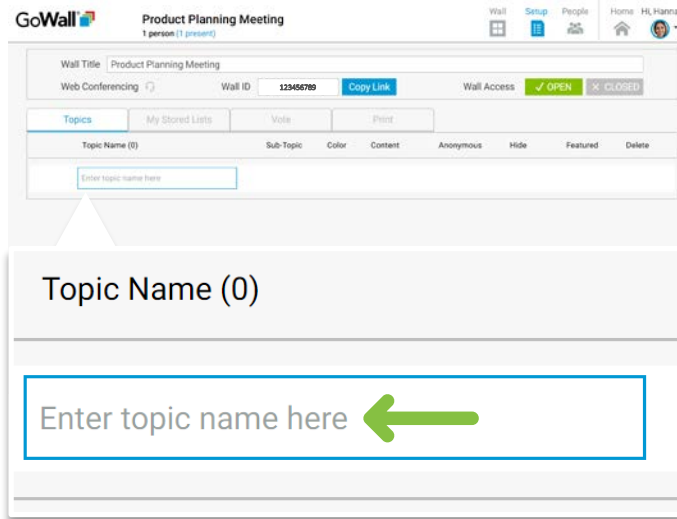 GoWall
Product Planning Meeting
1 person (1 present)
Wall Setup People Home Hi, Hanna
Wall Title Product Planning Meeting
Web Conferencing Wall ID 123456789 Copy Link Wall Access ✓ OPEN × CLOSED
Topics My Stored Lists Vote Print
Topic Name (0) Sub-Topic Color Content Anonymous Hide Featured Delete
Enter topic name here
Topic Name (0)
Enter topic name here